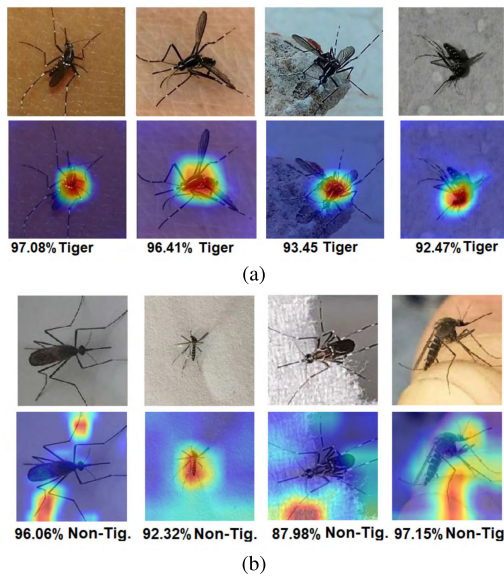 97.08% Tiger 96.41% Tiger 93.45 Tiger 92.47% Tiger
(a)
96.06% Non-Tig. 92.32% Non-Tig. 87.98% Non-Tig. 97.15% Non-Tig
(b)